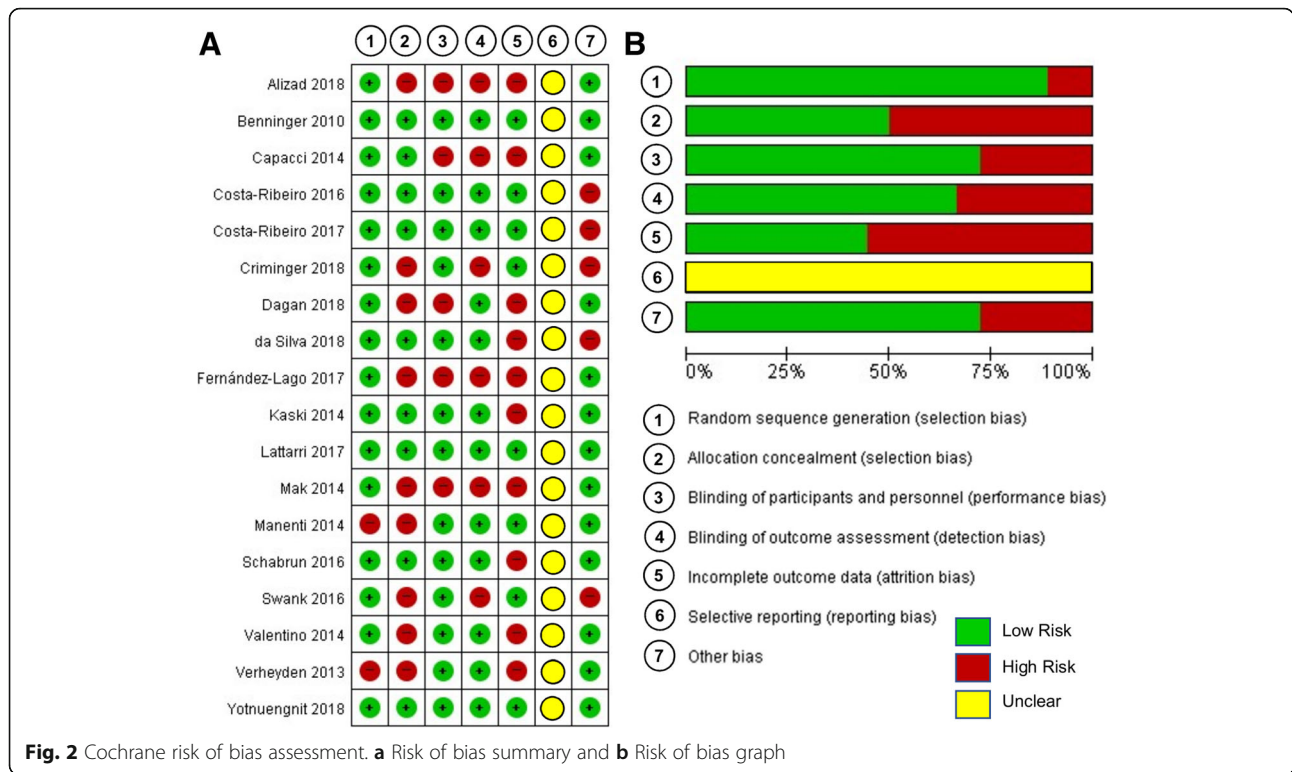 A
1 2 3 4 5 6 7
Alizad 2018 + − − − − +
Benninger 2010 + + + + + +
Capacci 2014 + + − − − +
Costa-Ribeiro 2016 + + + + + −
Costa-Ribeiro 2017 + + + + + −
Criminger 2018 + − + − + −
Dagan 2018 + − − + − +
da Silva 2018 + + + + − −
Fernández-Lago 2017 + − − − − +
Kaski 2014 + + + + − +
Lattarri 2017 + + + + + +
Mak 2014 + − − − − +
Manenti 2014 − − + + + +
Schabrun 2016 + + + + − +
Swank 2016 + − + − + −
Valentino 2014 + − + + − +
Verheyden 2013 − − + + − +
Yotnuengnit 2018 + + + + + +
B
1
2
3
4
5
6
7
0% 25% 50% 75% 100%
1 Random sequence generation (selection bias)
2 Allocation concealment (selection bias)
3 Blinding of participants and personnel (performance bias)
4 Blinding of outcome assessment (detection bias)
5 Incomplete outcome data (attrition bias)
6 Selective reporting (reporting bias)
7 Other bias
Low Risk
High Risk
Unclear
Fig. 2 Cochrane risk of bias assessment. a Risk of bias summary and b Risk of bias graph